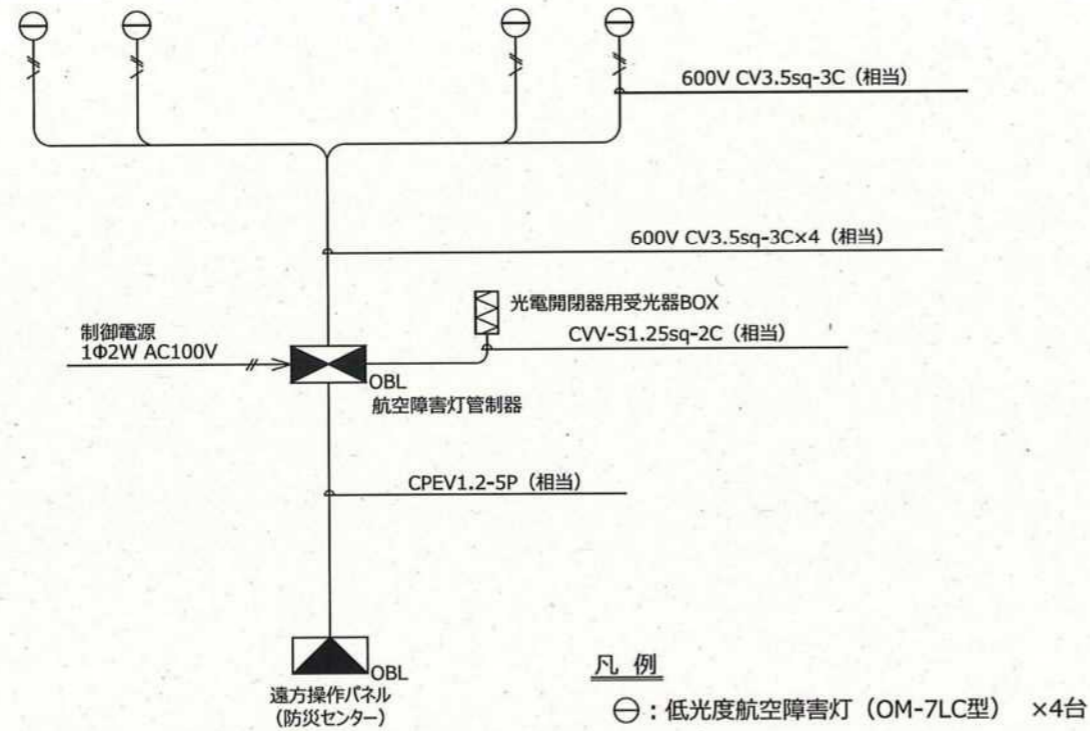 600V CV3.5sq-3C（相当）
600V CV3.5sq-3C×4（相当）
光電開閉器用受光器BOX
制御電源
1Φ2W AC100V
CVV-S1.25sq-2C（相当）
OBL
航空障害灯管制器
CPEV1.2-5P（相当）
OBL
遠方操作パネル
（防災センター）
凡 例
：低光度航空障害灯（OM-7LC型） ×4台